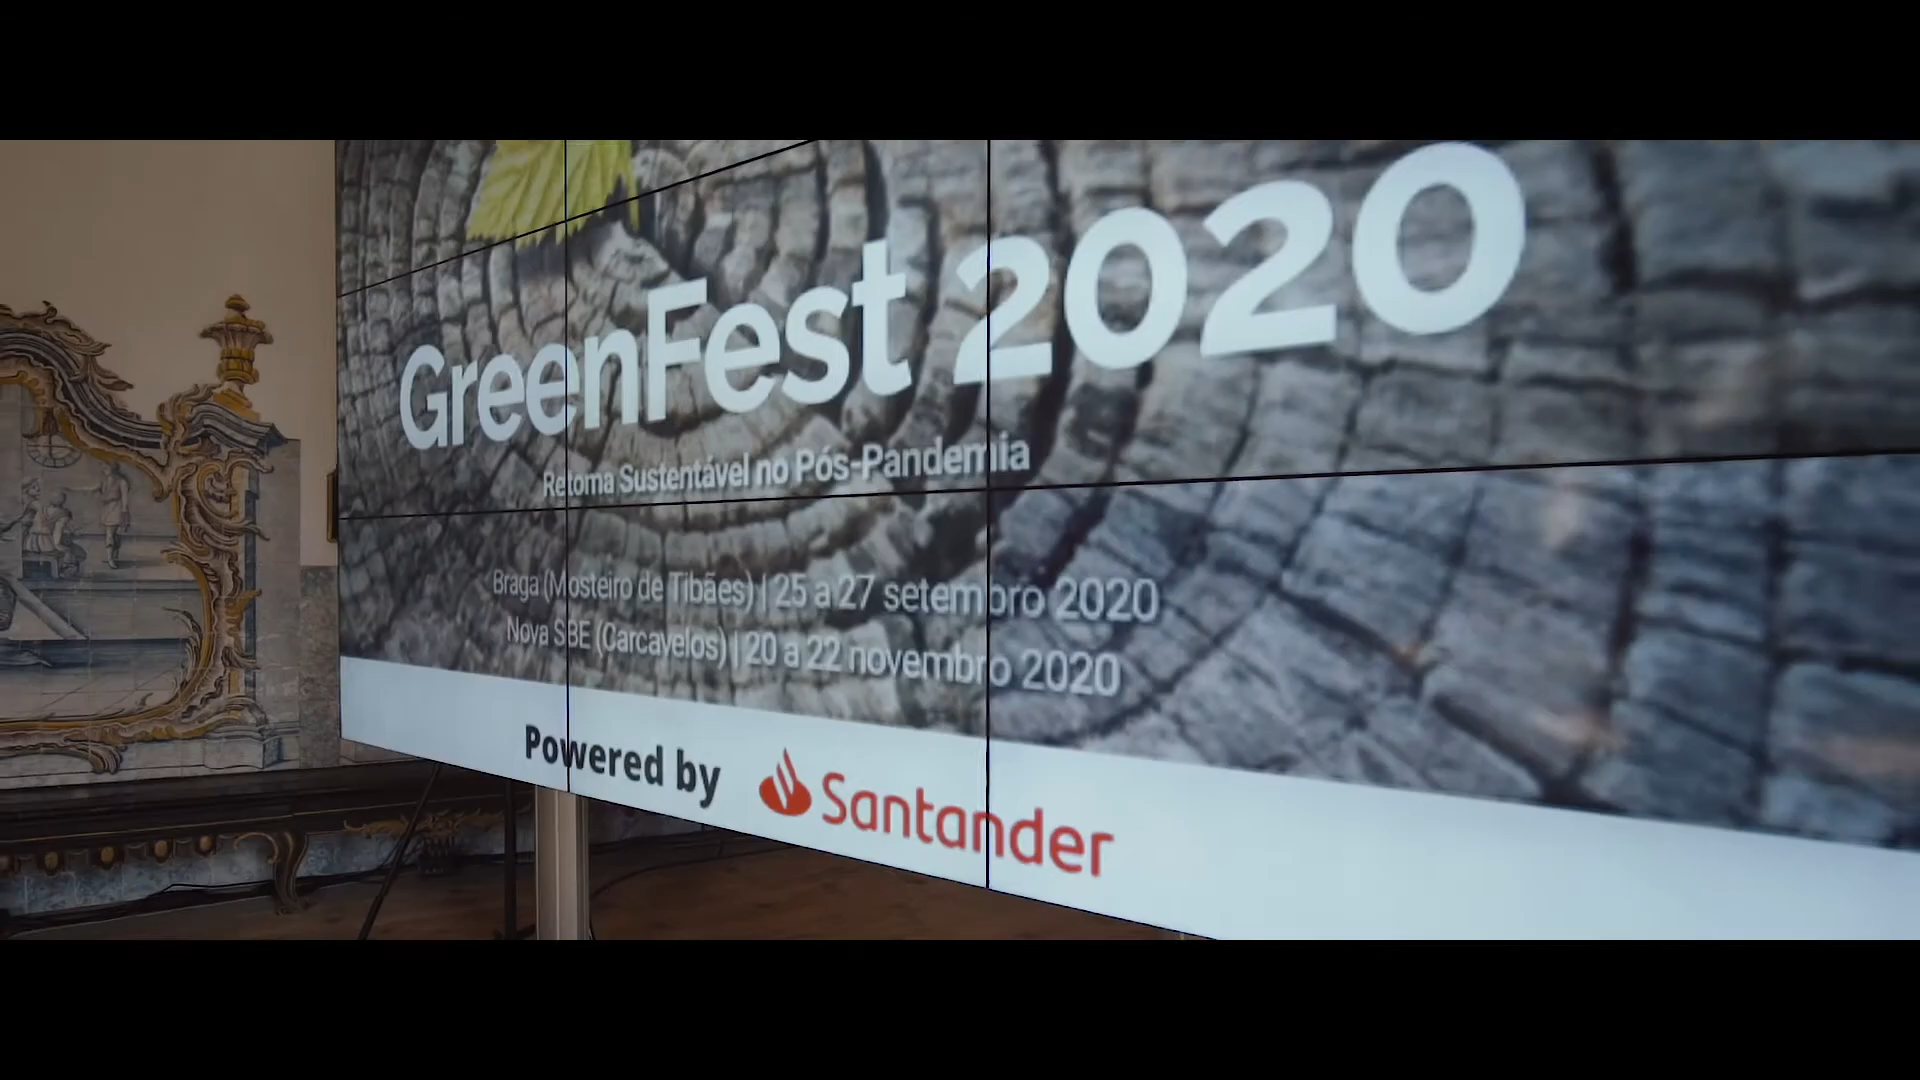 GreenFest 2020
Retoma Sustentável no Pós-Pandemia
Braga (Mosteiro de Tibães) | 25 a 27 setembro 2020
Nova SBE (Carcavelos) | 20 a 22 novembro 2020
Powered by Santander